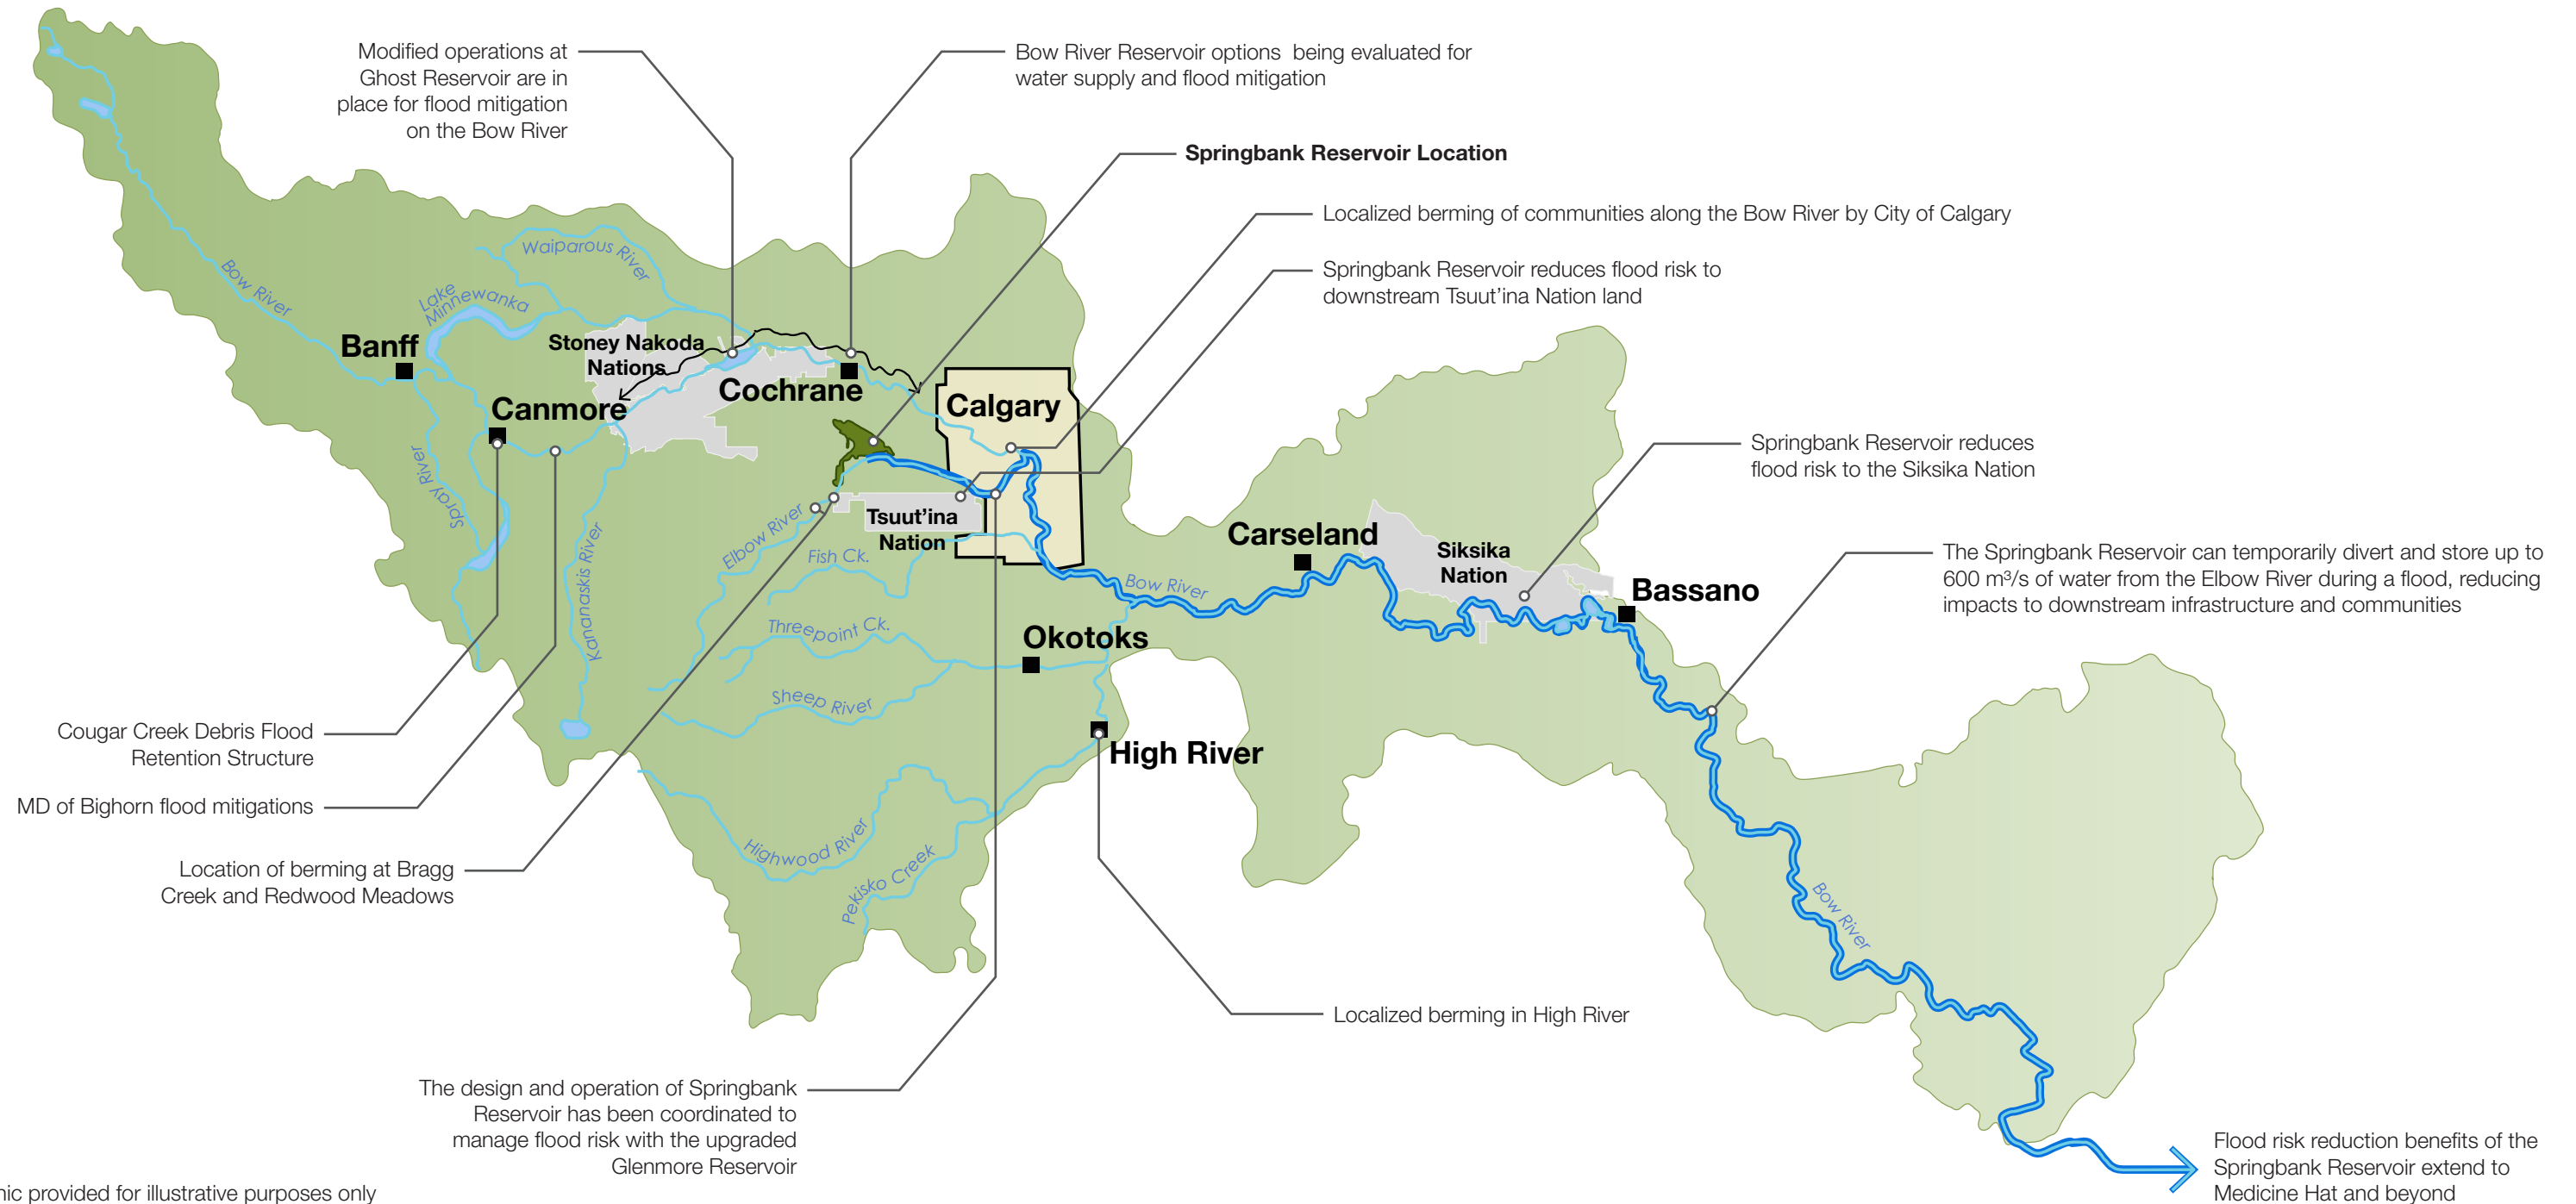 Modified operations at
Ghost Reservoir are in
place for flood mitigation
on the Bow River
Bow River Reservoir options  being evaluated for
water supply and flood mitigation
Springbank Reservoir Location
Localized berming of communities along the Bow River by City of Calgary
Springbank Reservoir reduces flood risk to
downstream Tsuut’ina Nation land
Waiparous River
Bow River
Lake
Minnewanka
Banff
Stoney Nakoda
Nations
Cochrane
Canmore
Calgary
Spray River
Kananaskis River
Elbow River
Tsuut’ina
Nation
Fish Ck.
Threepoint Ck.
Sheep River
Okotoks
High River
Highwood River
Pekisko Creek
Bow River
Carseland
Siksika
Nation
Bassano
Springbank Reservoir reduces
flood risk to the Siksika Nation
The Springbank Reservoir can temporarily divert and store up to
600 m³/s of water from the Elbow River during a flood, reducing
impacts to downstream infrastructure and communities
Bow River
Cougar Creek Debris Flood
Retention Structure
MD of Bighorn flood mitigations
Location of berming at Bragg
Creek and Redwood Meadows
Localized berming in High River
The design and operation of Springbank
Reservoir has been coordinated to
manage flood risk with the upgraded
Glenmore Reservoir
Flood risk reduction benefits of the
Springbank Reservoir extend to
Medicine Hat and beyond
provided for illustrative purposes only